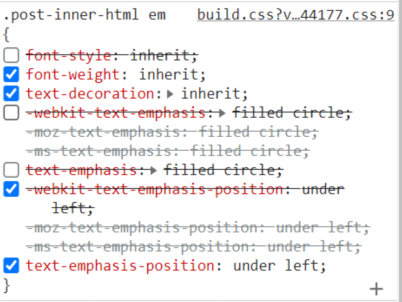 .post-inner-html em build.css?v…44177.css:9
{
font-style: inherit;
font-weight: inherit;
text-decoration:▶ inherit;
-webkit-text-emphasis:▶ filled circle;
-moz-text-emphasis: filled circle;
-ms-text-emphasis: filled circle;
text-emphasis:▶ filled circle;
-webkit-text-emphasis-position: under
left;
-moz-text-emphasis-position: under left;
-ms-text-emphasis-position: under left;
text-emphasis-position: under left;
}